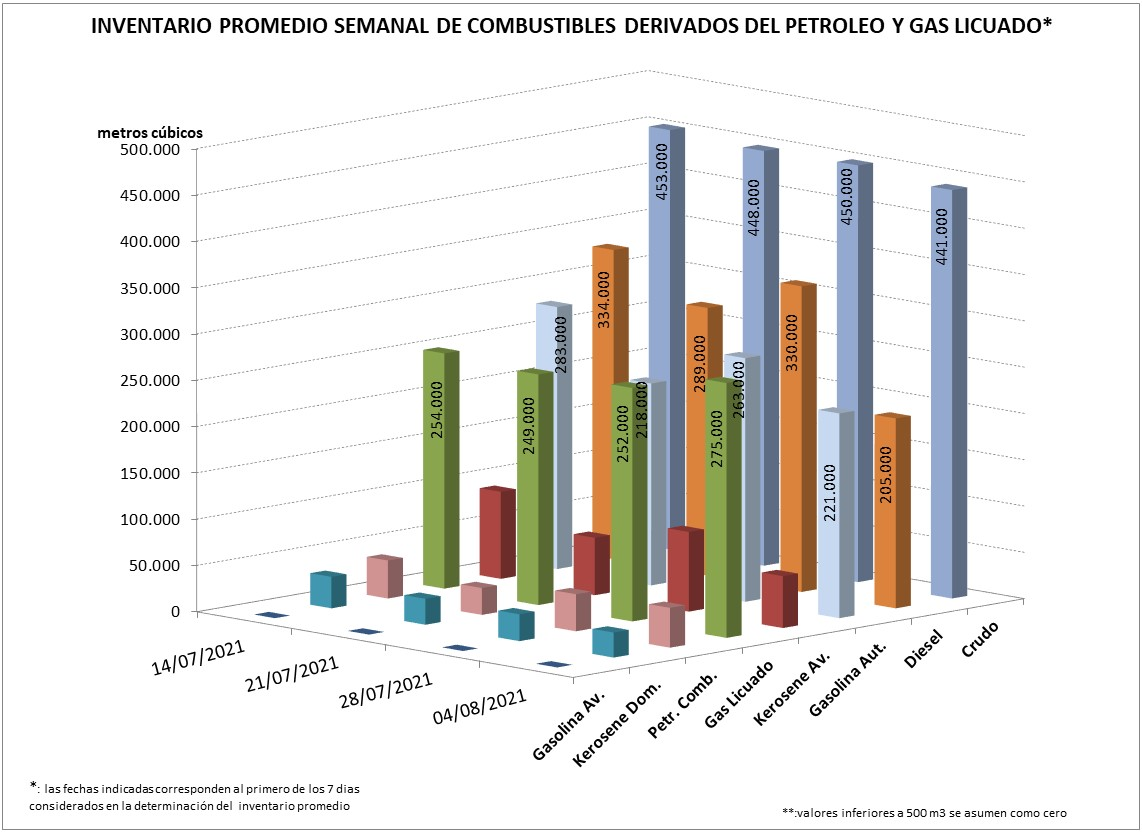 INVENTARIO PROMEDIO SEMANAL DE COMBUSTIBLES DERIVADOS DEL PETROLEO Y GAS LICUADO*
metros cúbicos
500.000
450.000
400.000
350.000
300.000
250.000
200.000
150.000
100.000
50.000
0
453.000
448.000
450.000
441.000
334.000
289.000
330.000
205.000
283.000
218.000
263.000
221.000
254.000
249.000
252.000
275.000
14/07/2021
21/07/2021
28/07/2021
04/08/2021
Gasolina Av.
Kerosene Dom.
Petr. Comb.
Gas Licuado
Kerosene Av.
Gasolina Aut.
Diesel
Crudo
*: las fechas indicadas corresponden al primero de los 7 dias
considerados en la determinación del inventario promedio
**:valores inferiores a 500 m3 se asumen como cero